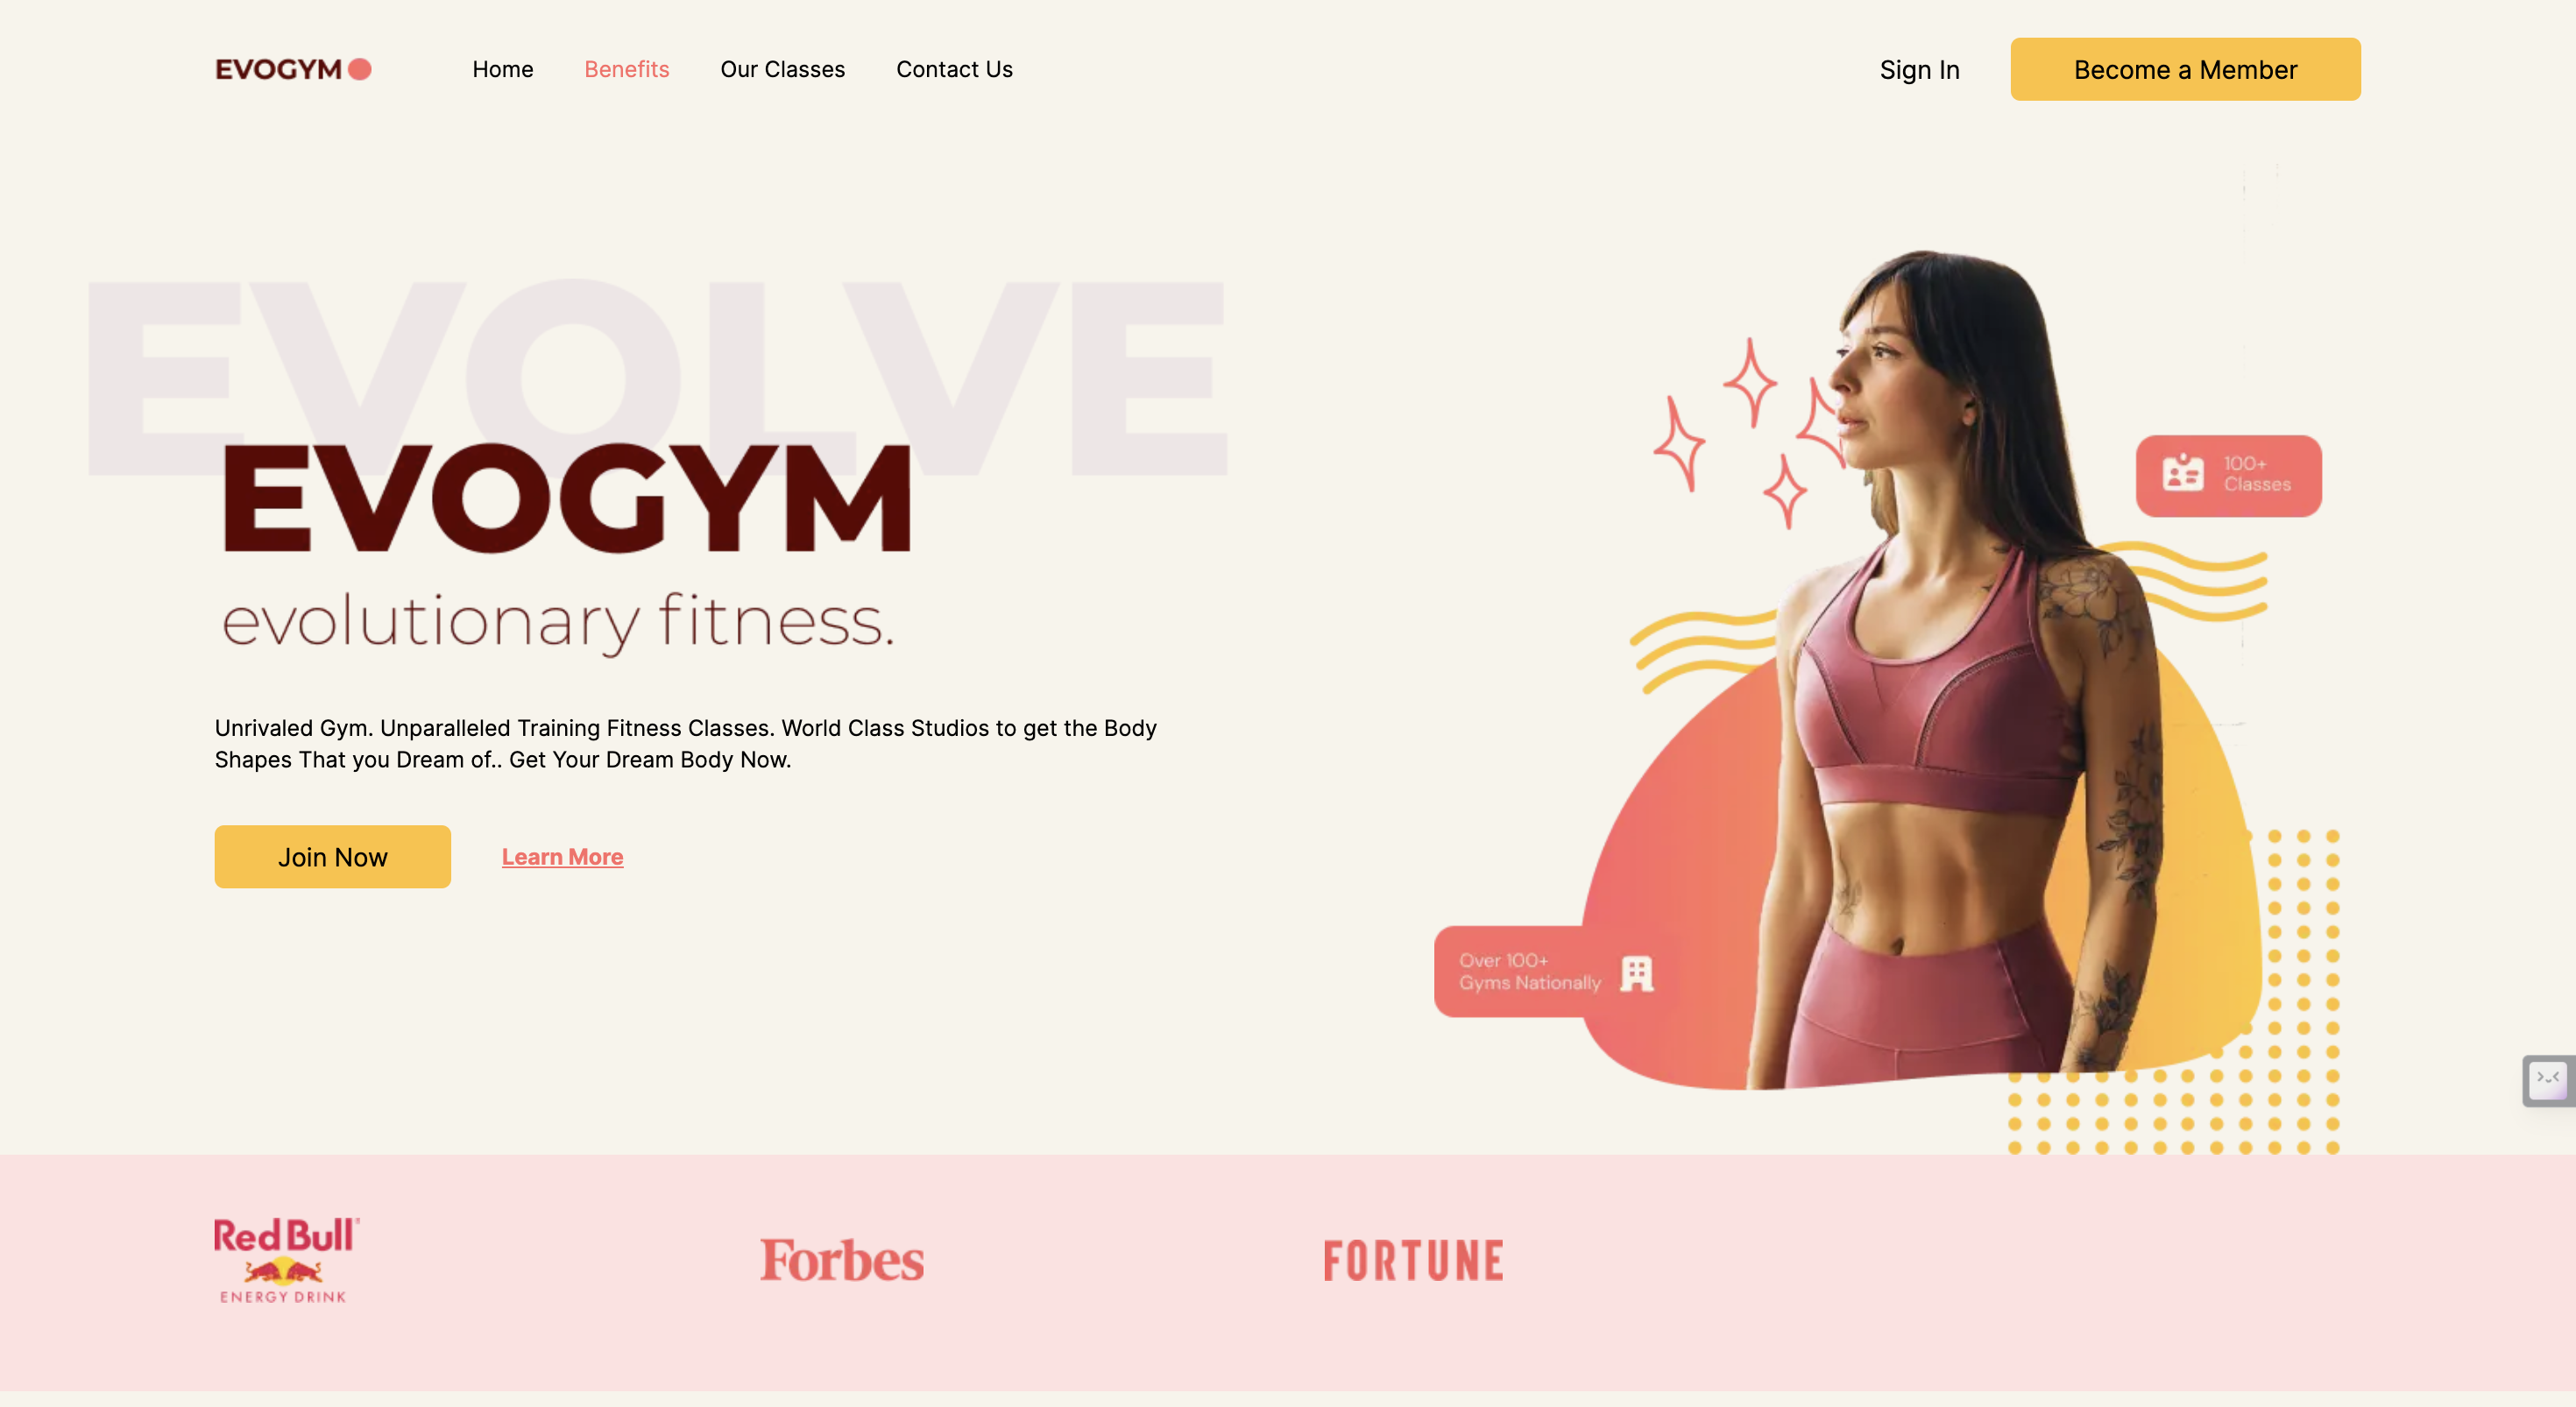 EVOGYM
Home
Benefits
Our Classes
Contact Us
Sign In
Become a Member
EVOLVE
EVOGYM
evolutionary fitness.
Unrivaled Gym. Unparalleled Training Fitness Classes. World Class Studios to get the Body
Shapes That you Dream of.. Get Your Dream Body Now.
Join Now
Learn More
100+
Classes
Over 100+
Gyms Nationally
Red Bull
ENERGY DRINK
Forbes
FORTUNE